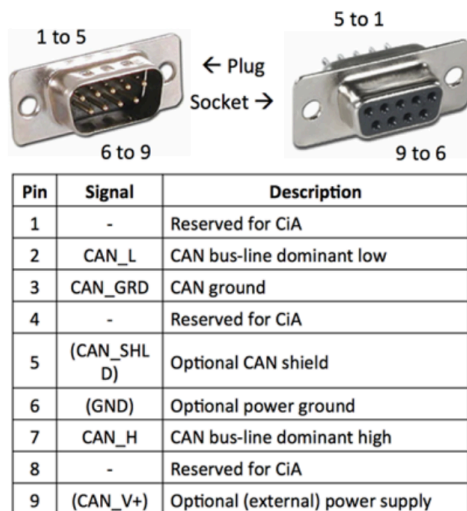 5 to 1
1 to 5
← Plug
Socket →
6 to 9
9 to 6
Pin Signal Description
1 - Reserved for CiA
2 CAN_L CAN bus-line dominant low
3 CAN_GRD CAN ground
4 - Reserved for CiA
5 (CAN_SHL
D) Optional CAN shield
6 (GND) Optional power ground
7 CAN_H CAN bus-line dominant high
8 - Reserved for CiA
9 (CAN_V+) Optional (external) power supply